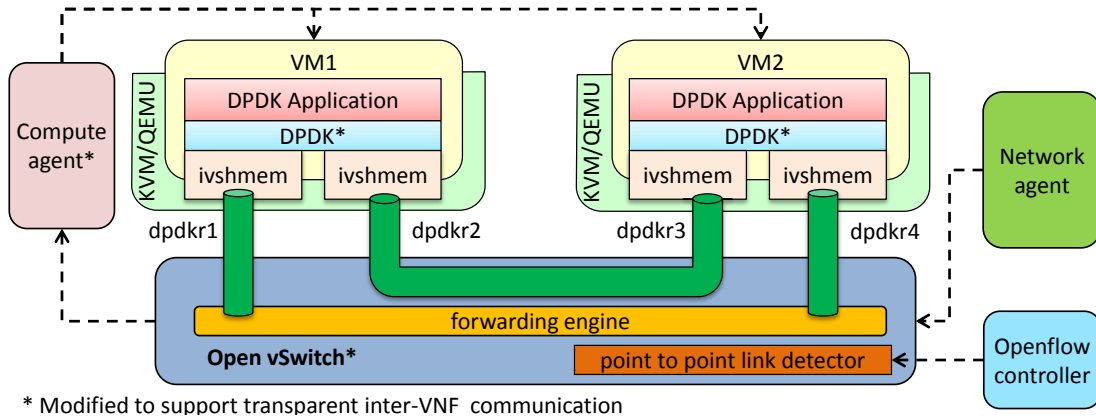 VM1
VM2
KVM/QEMU
DPDK Application
DPDK*
ivshmem
ivshmem
KVM/QEMU
DPDK Application
DPDK*
ivshmem
ivshmem
Compute
agent*
Network
agent
dpdkr1
dpdkr2
dpdkr3
dpdkr4
forwarding engine
Open vSwitch*
point to point link detector
Openflow
controller
* Modified to support transparent inter-VNF communication